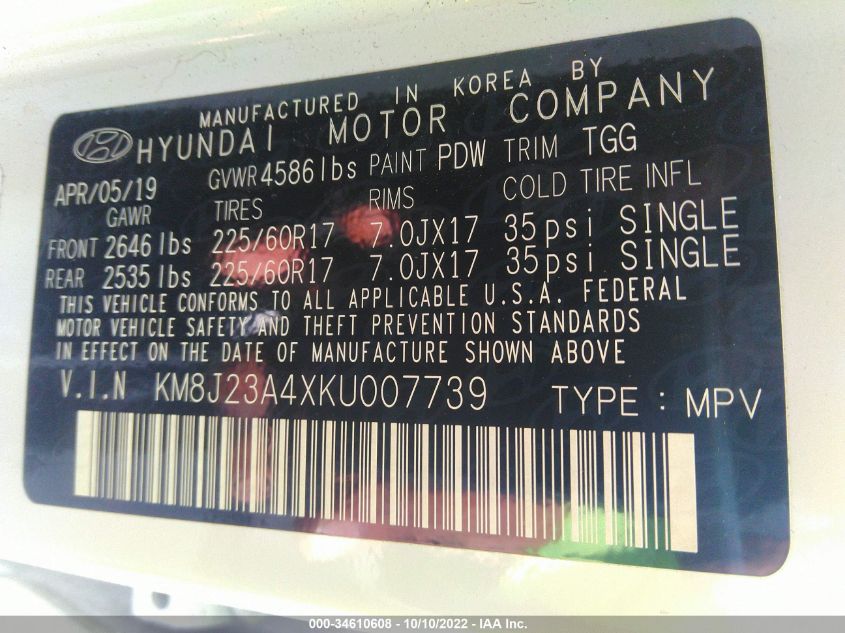 MANUFACTURED IN KOREA BY
HYUNDAI MOTOR COMPANY
APR/05/19 GVWR 4586 lbs PAINT PDW TRIM TGG
GAWR TIRES RIMS COLD TIRE INFL
FRONT 2646 lbs 225/60R17 7.0JX17 35psi SINGLE
REAR 2535 lbs 225/60R17 7.0JX17 35psi SINGLE
THIS VEHICLE CONFORMS TO ALL APPLICABLE U.S.A. FEDERAL
MOTOR VEHICLE SAFETY AND THEFT PREVENTION STANDARDS
IN EFFECT ON THE DATE OF MANUFACTURE SHOWN ABOVE
V.I.N KM8J23A4XKU007739 TYPE : MPV
000-34610608 - 10/10/2022 - IAA Inc.